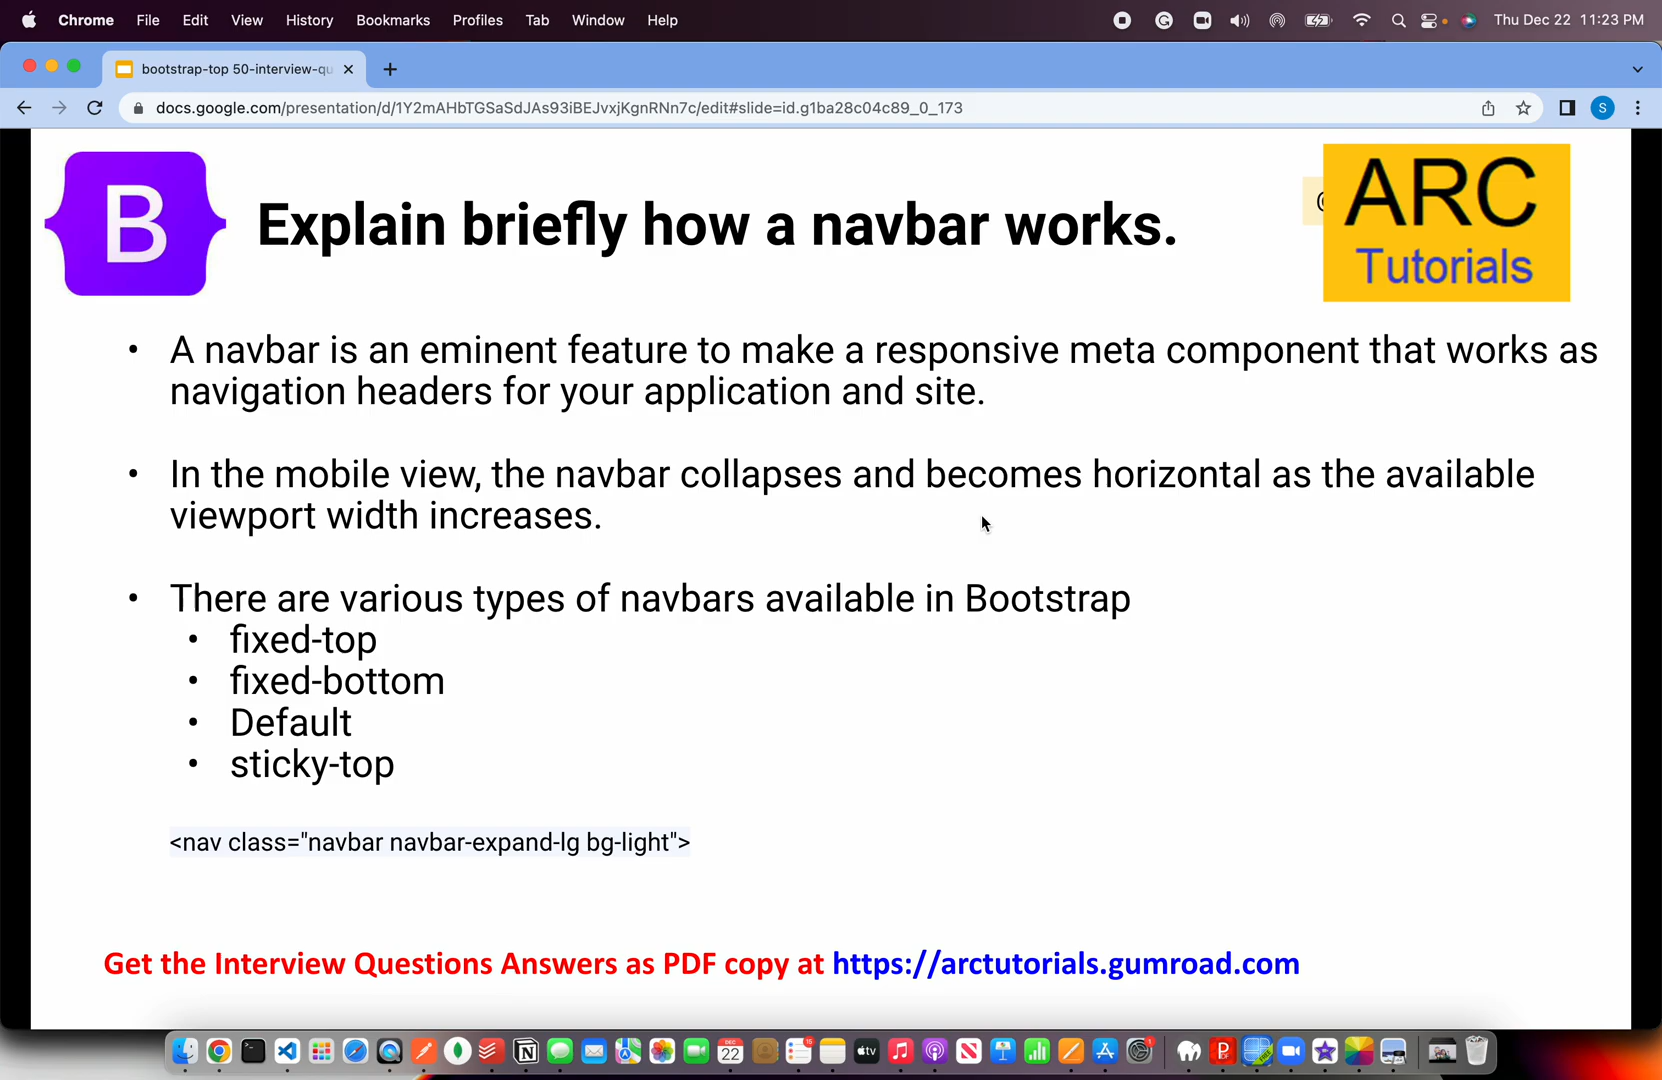 Chrome File Edit View History Bookmarks Profiles Tab Window Help Thu Dec 22 11:23 PM
bootstrap-top 50-interview-qu
docs.google.com/presentation/d/1Y2mAHbTGSaSdJAs93iBEJvxjKgnRNn7c/edit#slide=id.g1ba28c04c89_0_173
S
B
Explain briefly how a navbar works.
ARC
Tutorials
• A navbar is an eminent feature to make a responsive meta component that works as
navigation headers for your application and site.
• In the mobile view, the navbar collapses and becomes horizontal as the available
viewport width increases.
• There are various types of navbars available in Bootstrap
• fixed-top
• fixed-bottom
• Default
• sticky-top
<nav class="navbar navbar-expand-lg bg-light">
Get the Interview Questions Answers as PDF copy at https://arctutorials.gumroad.com
DEC
22
tv